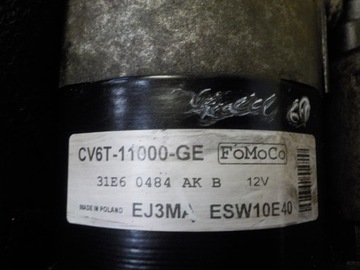 CV6T-11000-GE FoMoCo
31E6 0484 AK B 12V
MADE IN POLAND EJ3MA ESW10E40